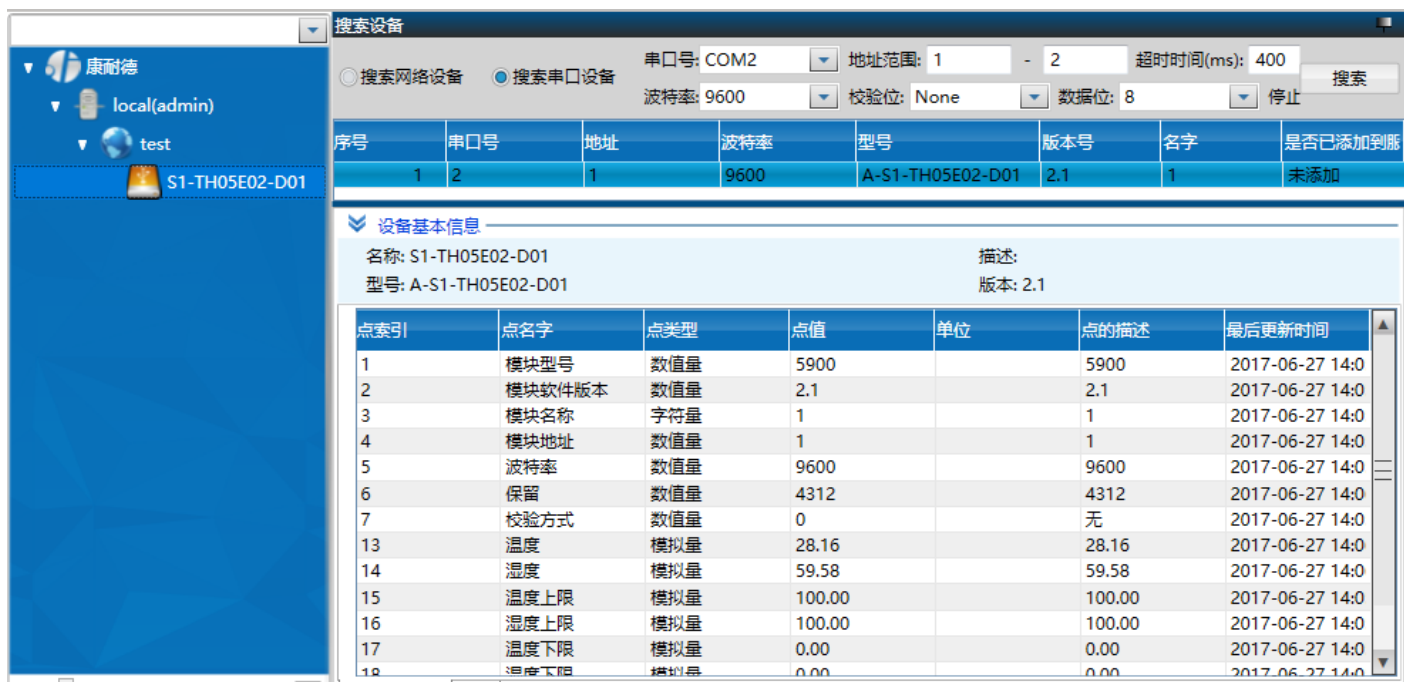 搜索设备
康耐德
local(admin)
test
S1-TH05E02-D01
搜索网络设备 搜索串口设备 串口号: COM2 地址范围: 1 - 2 超时时间(ms): 400 搜索
波特率: 9600 校验位: None 数据位: 8 停止
序号 串口号 地址 波特率 型号 版本号 名字 是否已添加到服
1 2 1 9600 A-S1-TH05E02-D01 2.1 1 未添加
设备基本信息
名称: S1-TH05E02-D01 描述:
型号: A-S1-TH05E02-D01 版本: 2.1
点索引 点名字 点类型 点值 单位 点的描述 最后更新时间
1 模块型号 数值量 5900 5900 2017-06-27 14:0
2 模块软件版本 数值量 2.1 2.1 2017-06-27 14:0
3 模块名称 字符量 1 1 2017-06-27 14:0
4 模块地址 数值量 1 1 2017-06-27 14:0
5 波特率 数值量 9600 9600 2017-06-27 14:0
6 保留 数值量 4312 4312 2017-06-27 14:0
7 校验方式 数值量 0 无 2017-06-27 14:0
13 温度 模拟量 28.16 28.16 2017-06-27 14:0
14 湿度 模拟量 59.58 59.58 2017-06-27 14:0
15 温度上限 模拟量 100.00 100.00 2017-06-27 14:0
16 湿度上限 模拟量 100.00 100.00 2017-06-27 14:0
17 温度下限 模拟量 0.00 0.00 2017-06-27 14:0
18 湿度下限 模拟量 0.00 0.00 2017-06-27 14:0